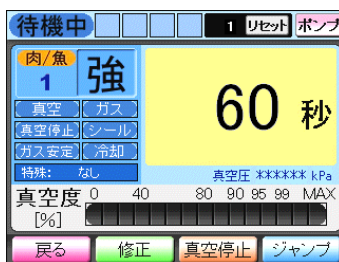 待機中 1 リセット ポンプ
肉/魚
1 強
60 秒
真空 ガス
真空停止 シール
ガス安定 冷却
特殊: なし
真空圧 ****** kPa
真空度 0 40 80 90 95 99 MAX
[%]
戻る 修正 真空停止 ジャンプ